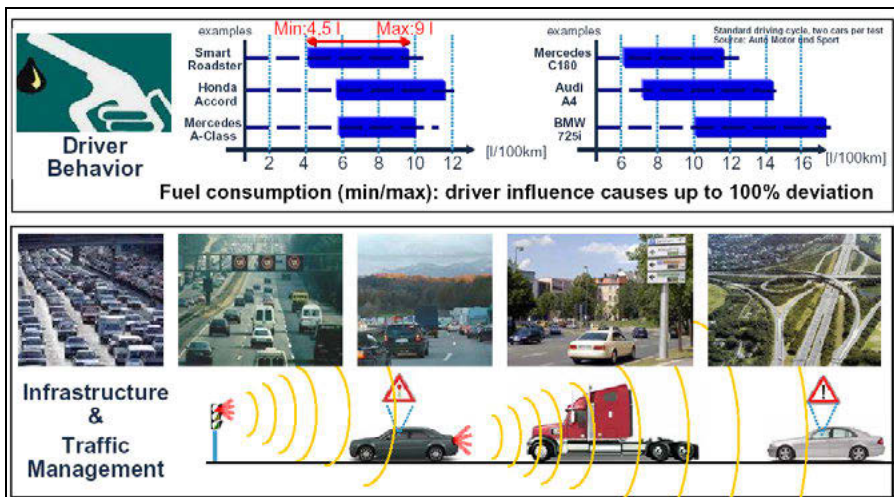 examples
Min:4,5 l Max:9 l
Smart
Roadster
Honda
Accord
Mercedes
A-Class
2 4 6 8 10 12
[l/100km]
examples
Standard driving cycle, two cars per test
Source: Auto Motor und Sport
Mercedes
C180
Audi
A4
BMW
725i
6 8 10 12 14 16
[l/100km]
Driver
Behavior
Fuel consumption (min/max): driver influence causes up to 100% deviation
Infrastructure
&
Traffic
Management